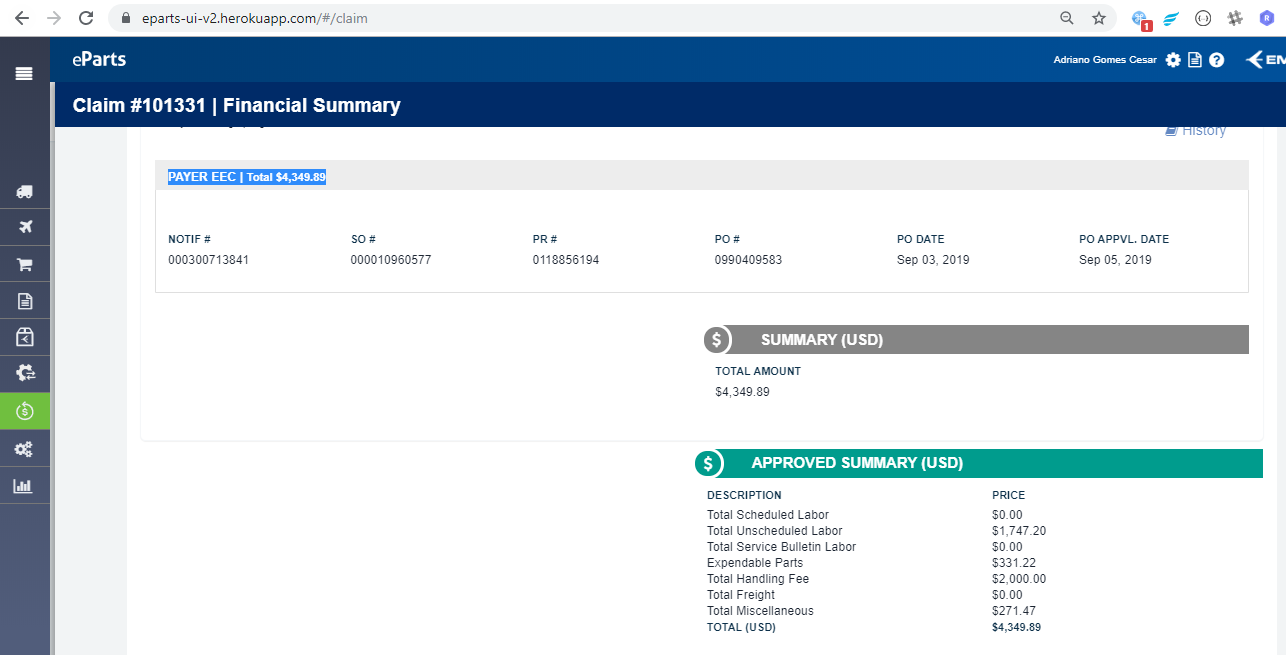 eparts-ui-v2.herokuapp.com/#/claim
1
R
eParts
Adriano Gomes Cesar
Claim #101331 | Financial Summary
History
PAYER EEC | Total $4,349.89
NOTIF # SO # PR # PO # PO DATE PO APPVL. DATE
000300713841 000010960577 0118856194 0990409583 Sep 03, 2019 Sep 05, 2019
$ SUMMARY (USD)
TOTAL AMOUNT
$4,349.89
$ APPROVED SUMMARY (USD)
DESCRIPTION PRICE
Total Scheduled Labor $0.00
Total Unscheduled Labor $1,747.20
Total Service Bulletin Labor $0.00
Expendable Parts $331.22
Total Handling Fee $2,000.00
Total Freight $0.00
Total Miscellaneous $271.47
TOTAL (USD) $4,349.89